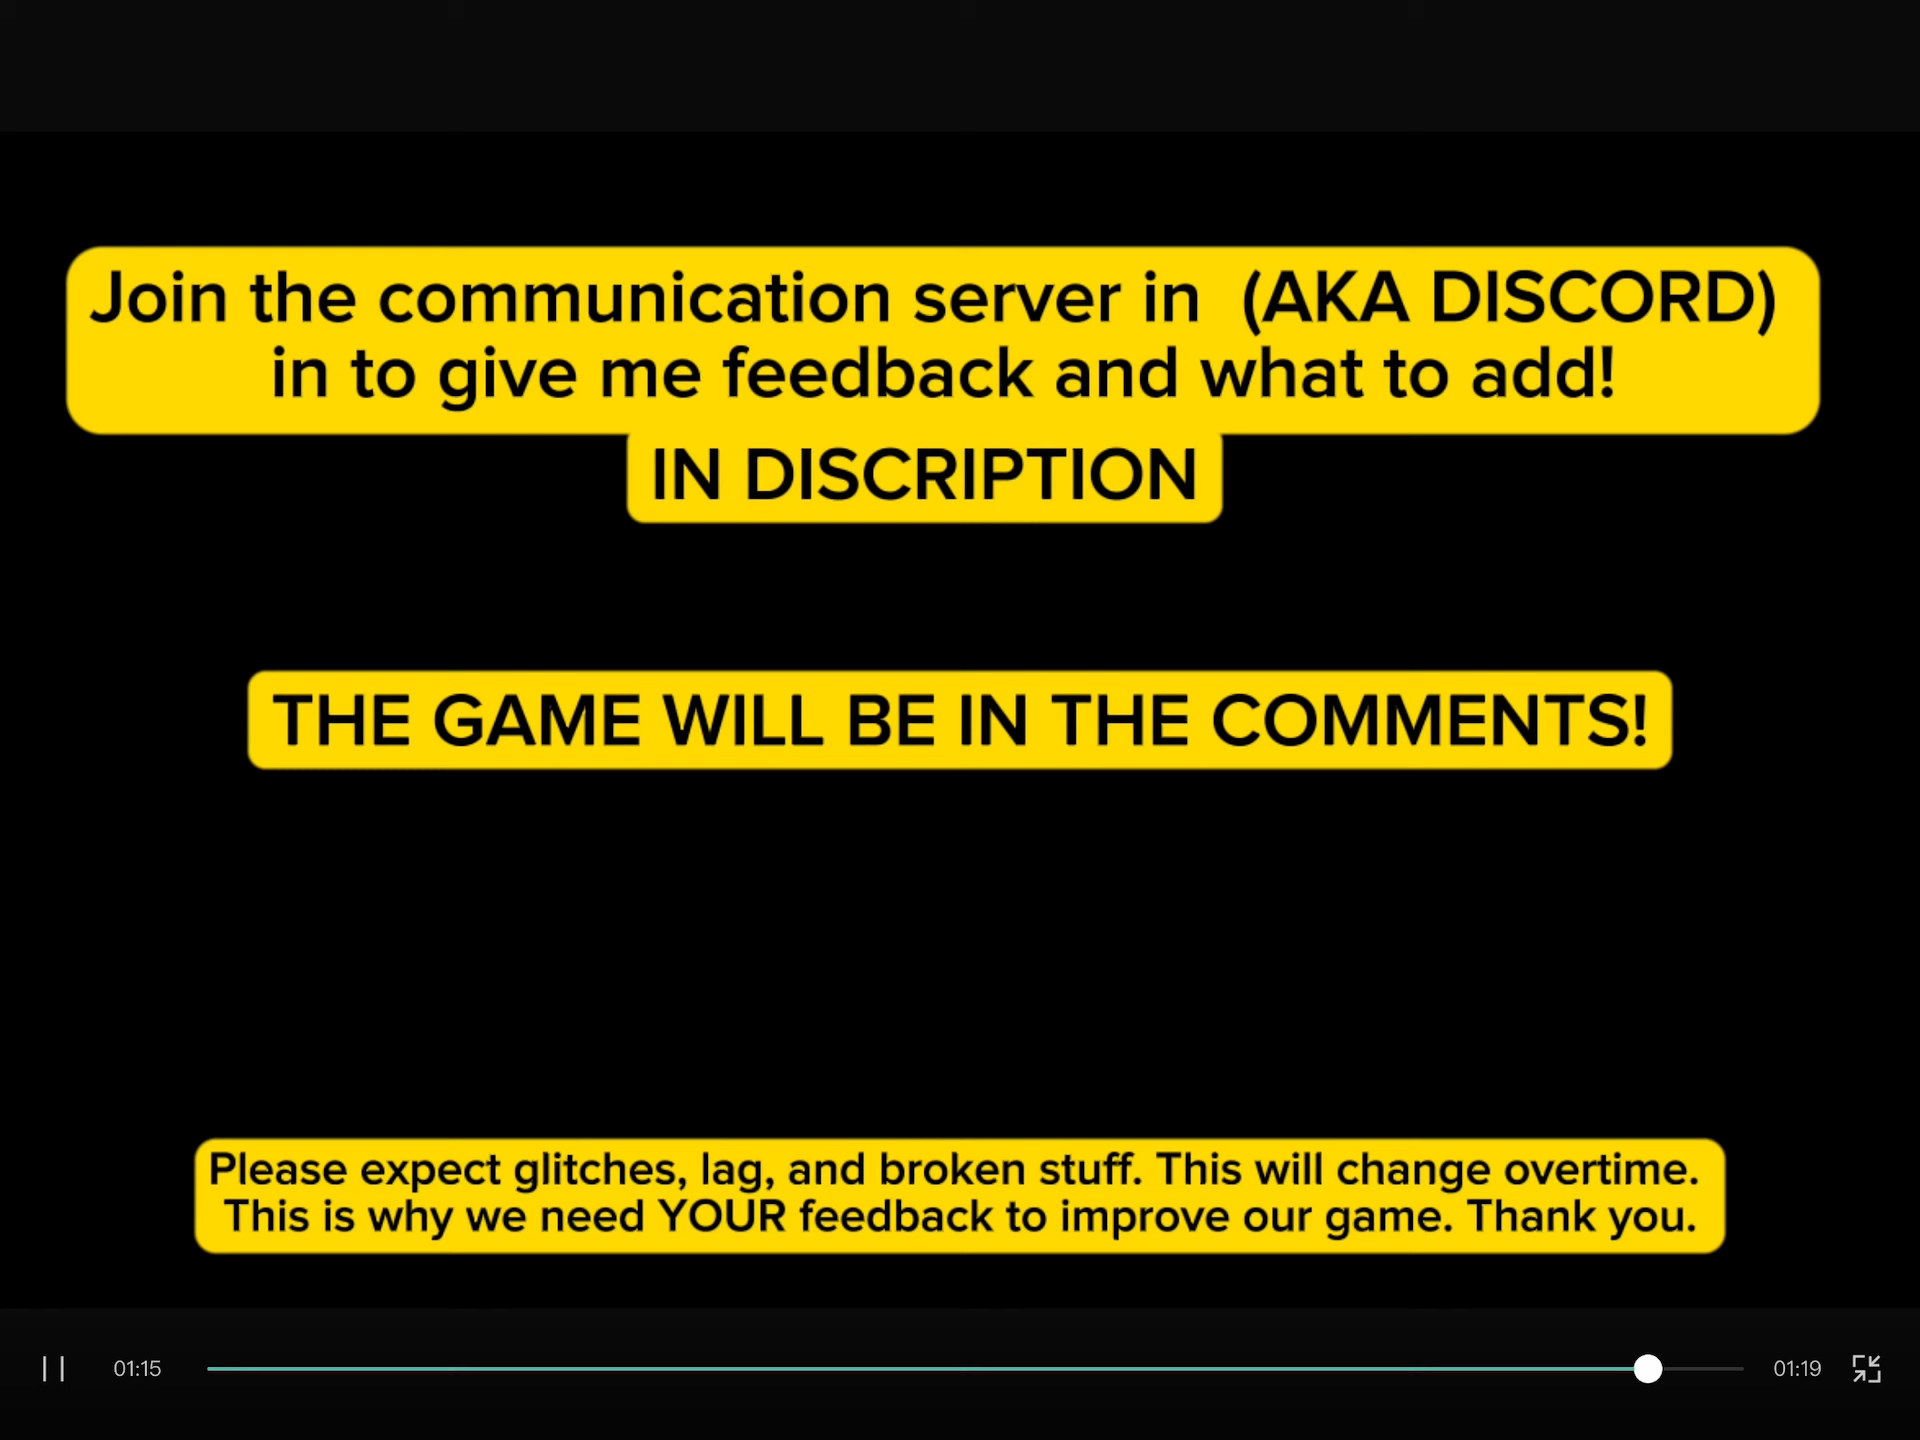 Join the communication server in  (AKA DISCORD)
in to give me feedback and what to add!
IN DISCRIPTION
THE GAME WILL BE IN THE COMMENTS!
Please expect glitches, lag, and broken stuff. This will change overtime.
This is why we need YOUR feedback to improve our game. Thank you.
01:15
01:19